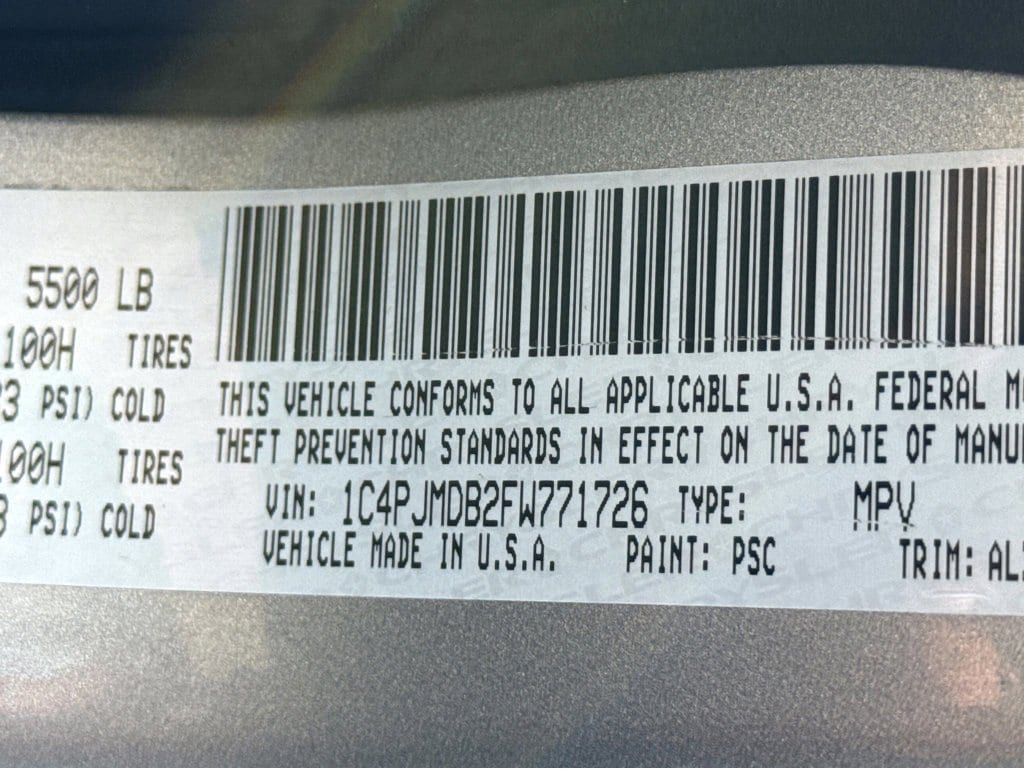 5500 LB
100H TIRES
3 PSI) COLD
100H TIRES
PSI) COLD
THIS VEHICLE CONFORMS TO ALL APPLICABLE U.S.A. FEDERAL
THEFT PREVENTION STANDARDS IN EFFECT ON THE DATE OF
VIN: 1C4PJMDB2FW771726 TYPE: MPV
VEHICLE MADE IN U.S.A. PAINT: PSC TRIM: